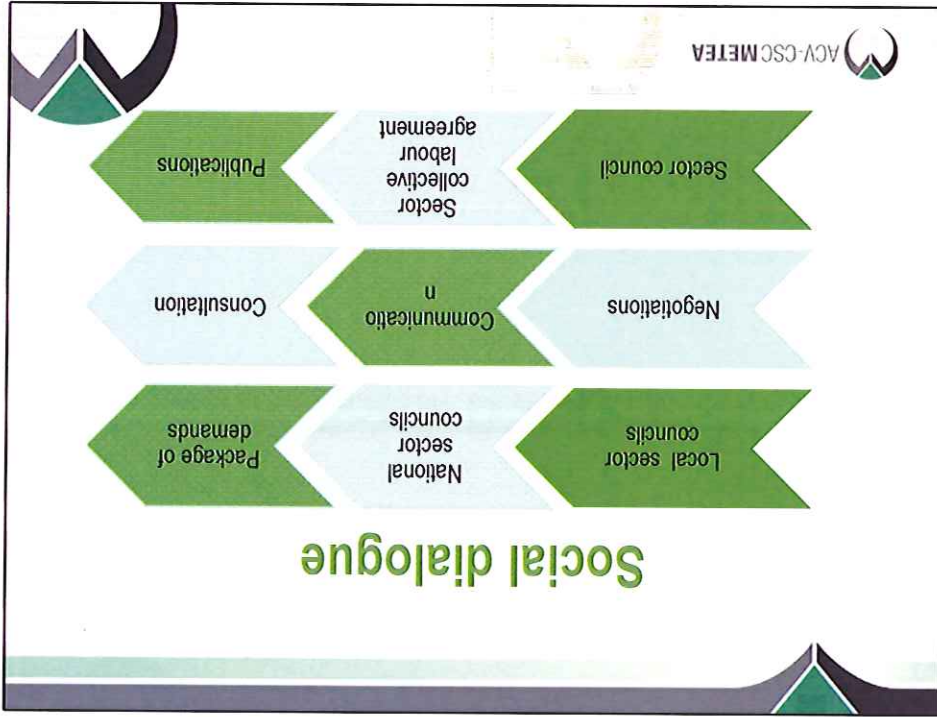 Social dialogue
Local sector
councils
National
sector
councils
Package of
demands
Negotiations
Communicatio
n
Consultation
Sector council
Sector
collective
labour
agreement
Publications
ACV-CSC METEA